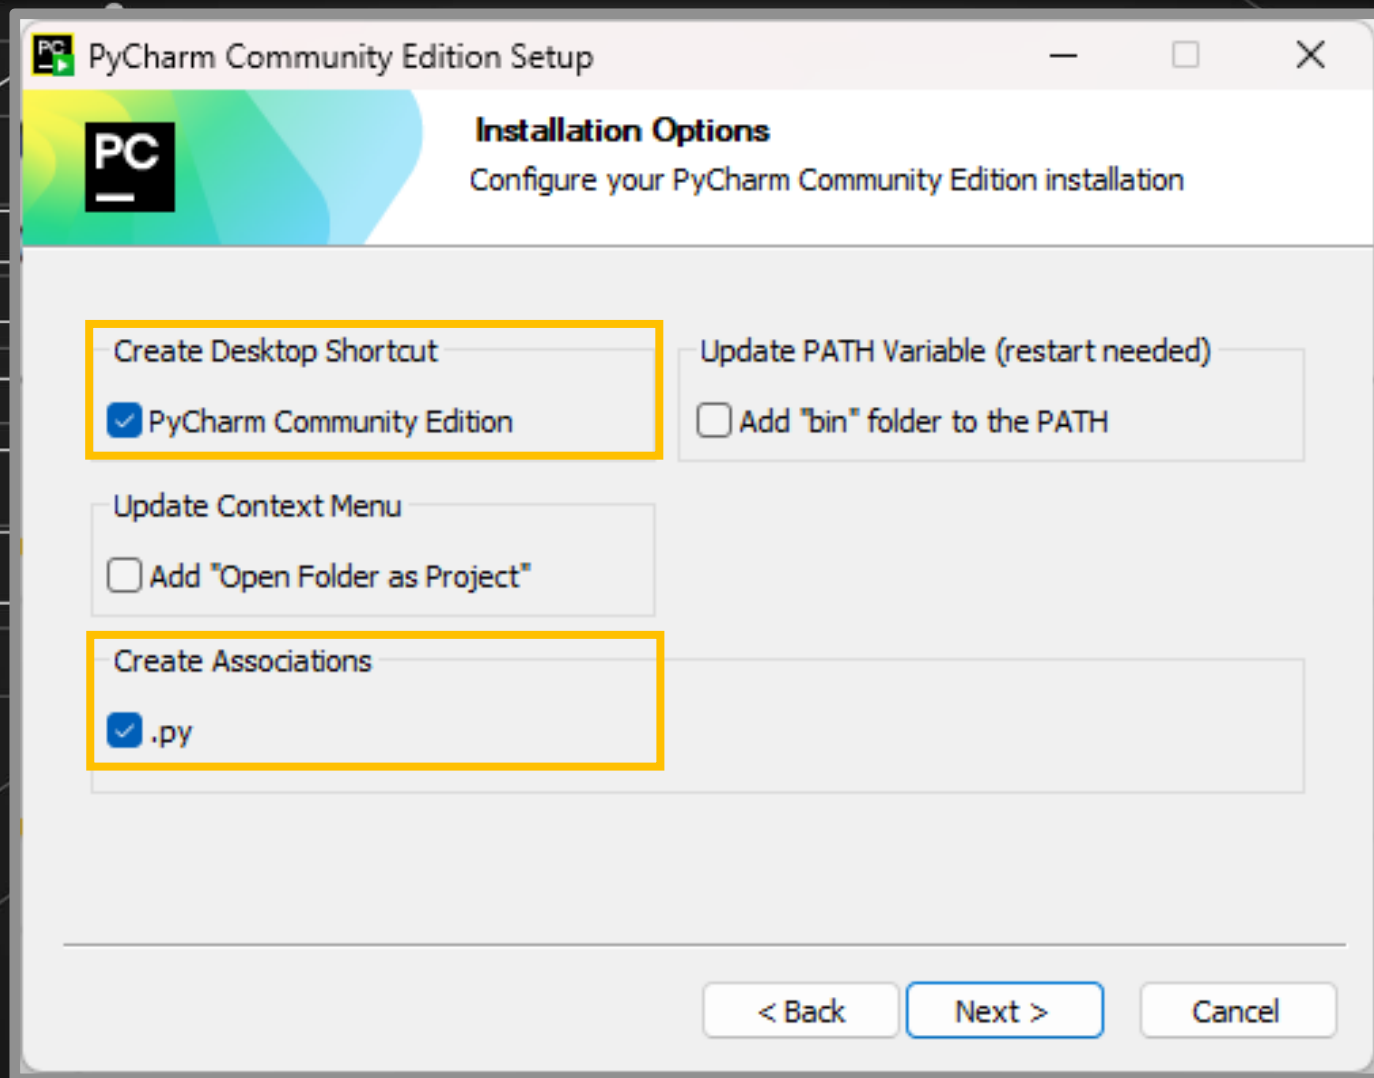 PyCharm Community Edition Setup
PC
Installation Options
Configure your PyCharm Community Edition installation
Create Desktop Shortcut
PyCharm Community Edition
Update PATH Variable (restart needed)
Add "bin" folder to the PATH
Update Context Menu
Add "Open Folder as Project"
Create Associations
.py
< Back
Next >
Cancel